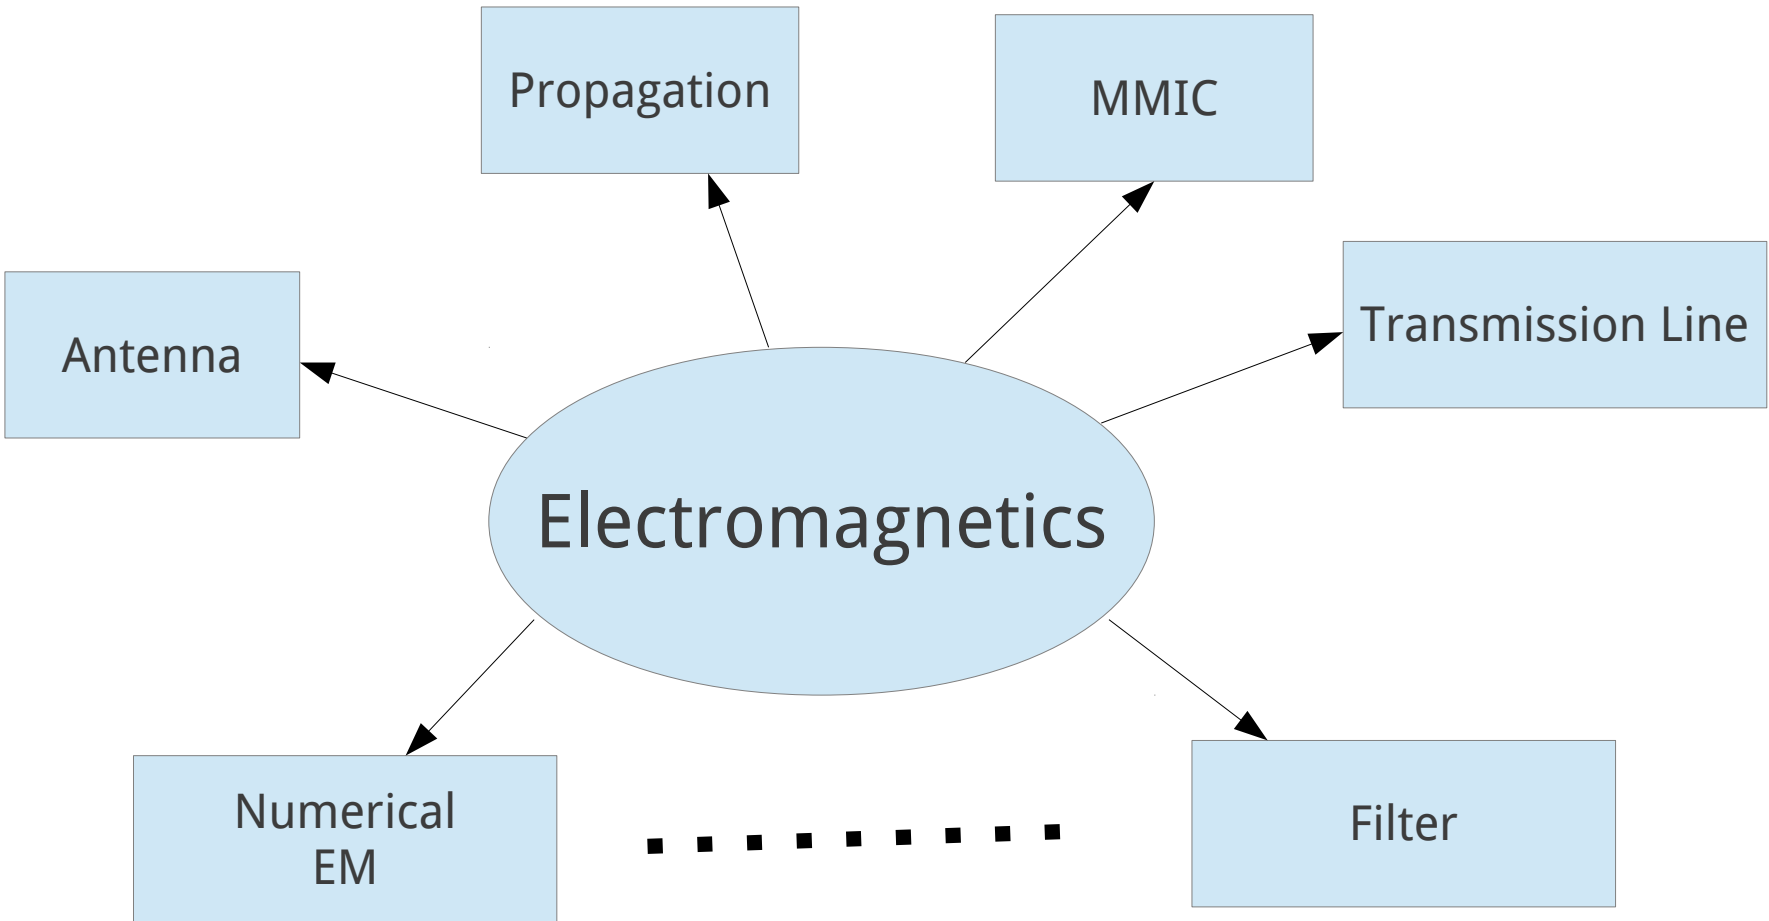 Propagation
MMIC
Transmission Line
Antenna
Electromagnetics
Numerical
EM
Filter